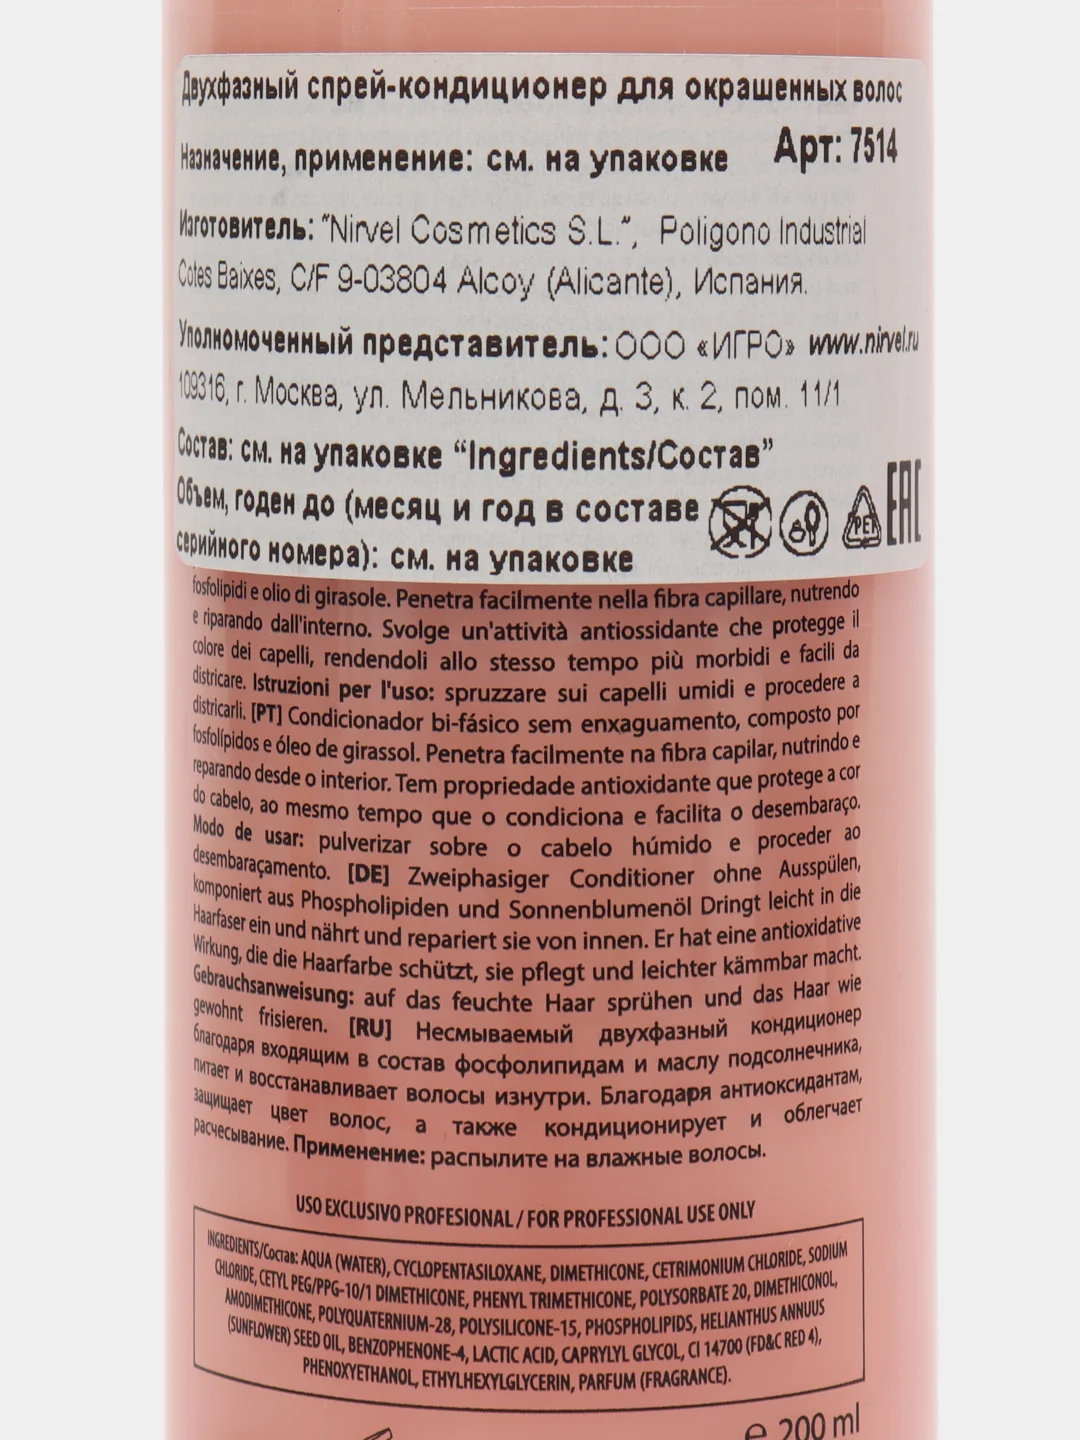 Двухфазный спрей-кондиционер для окрашенных волос
Назначение, применение: см. на упаковке Арт: 7514
Изготовитель: "Nirvel Cosmetics S.L.", Poligono Industrial
Cotes Baixes, C/F 9-03804 Alcoy (Alicante), Испания.
Уполномоченный представитель: ООО «ИГРО» www.nirvel.ru
109316, г. Москва, ул. Мельникова, д. 3, к. 2, пом. 11/1
Состав: см. на упаковке “Ingredients/Состав”
Объем, годен до (месяц и год в составе
серийного номера): см. на упаковке
PET
EAC
fosfolipidi e olio di girasole. Penetra facilmente nella fibra capillare, nutrendo
e riparando dall'interno. Svolge un'attività antiossidante che protegge il
colore dei capelli, rendendoli allo stesso tempo più morbidi e facili da
districare. Istruzioni per l'uso: spruzzare sui capelli umidi e procedere a
districarli. [PT] Condicionador bi-fásico sem enxaguamento, composto por
fosfolípidos e óleo de girassol. Penetra facilmente na fibra capilar, nutrindo e
reparando desde o interior. Tem propriedade antioxidante que protege a cor
do cabelo, ao mesmo tempo que o condiciona e facilita o desembaraço.
Modo de usar: pulverizar sobre o cabelo húmido e proceder ao
desembaraçamento. [DE] Zweiphasiger Conditioner ohne Ausspülen,
komponiert aus Phospholipiden und Sonnenblumenöl Dringt leicht in die
Haarfaser ein und nährt und repariert sie von innen. Er hat eine antioxidative
Wirkung, die die Haarfarbe schützt, sie pflegt und leichter kämmbar macht.
Gebrauchsanweisung: auf das feuchte Haar sprühen und das Haar wie
gewohnt frisieren. [RU] Несмываемый двухфазный кондиционер
благодаря входящим в состав фосфолипидам и маслу подсолнечника,
питает и восстанавливает волосы изнутри. Благодаря антиоксидантам,
защищает цвет волос, а также кондиционирует и облегчает
расчесывание. Применение: распылите на влажные волосы.
USO EXCLUSIVO PROFESIONAL / FOR PROFESSIONAL USE ONLY
INGREDIENTS/Состав: AQUA (WATER), CYCLOPENTASILOXANE, DIMETHICONE, CETRIMONIUM CHLORIDE, SODIUM
CHLORIDE, CETYL PEG/PPG-10/1 DIMETHICONE, PHENYL TRIMETHICONE, POLYSORBATE 20, DIMETHICONOL,
AMODIMETHICONE, POLYQUATERNIUM-28, POLYSILICONE-15, PHOSPHOLIPIDS, HELIANTHUS ANNUUS
(SUNFLOWER) SEED OIL, BENZOPHENONE-4, LACTIC ACID, CAPRYLYL GLYCOL, CI 14700 (FD&C RED 4),
PHENOXYETHANOL, ETHYLHEXYLGLYCERIN, PARFUM (FRAGRANCE).
e 200 ml